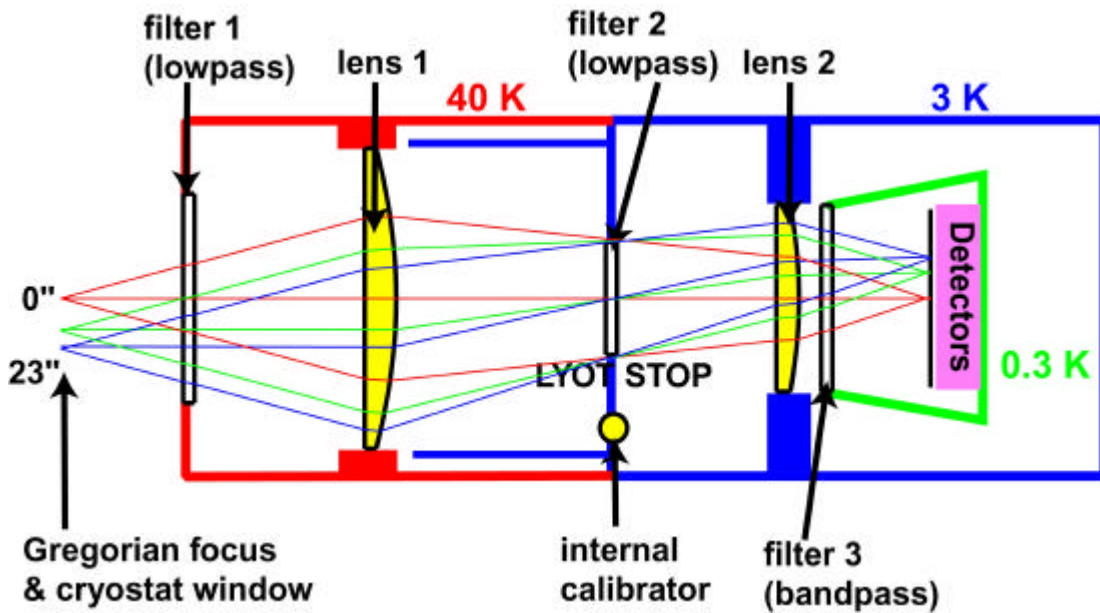 filter 1
(lowpass)
lens 1
40 K
filter 2
(lowpass)
lens 2
3 K
0"
23"
LYOT STOP
Detectors
0.3 K
Gregorian focus
& cryostat window
internal
calibrator
filter 3
(bandpass)